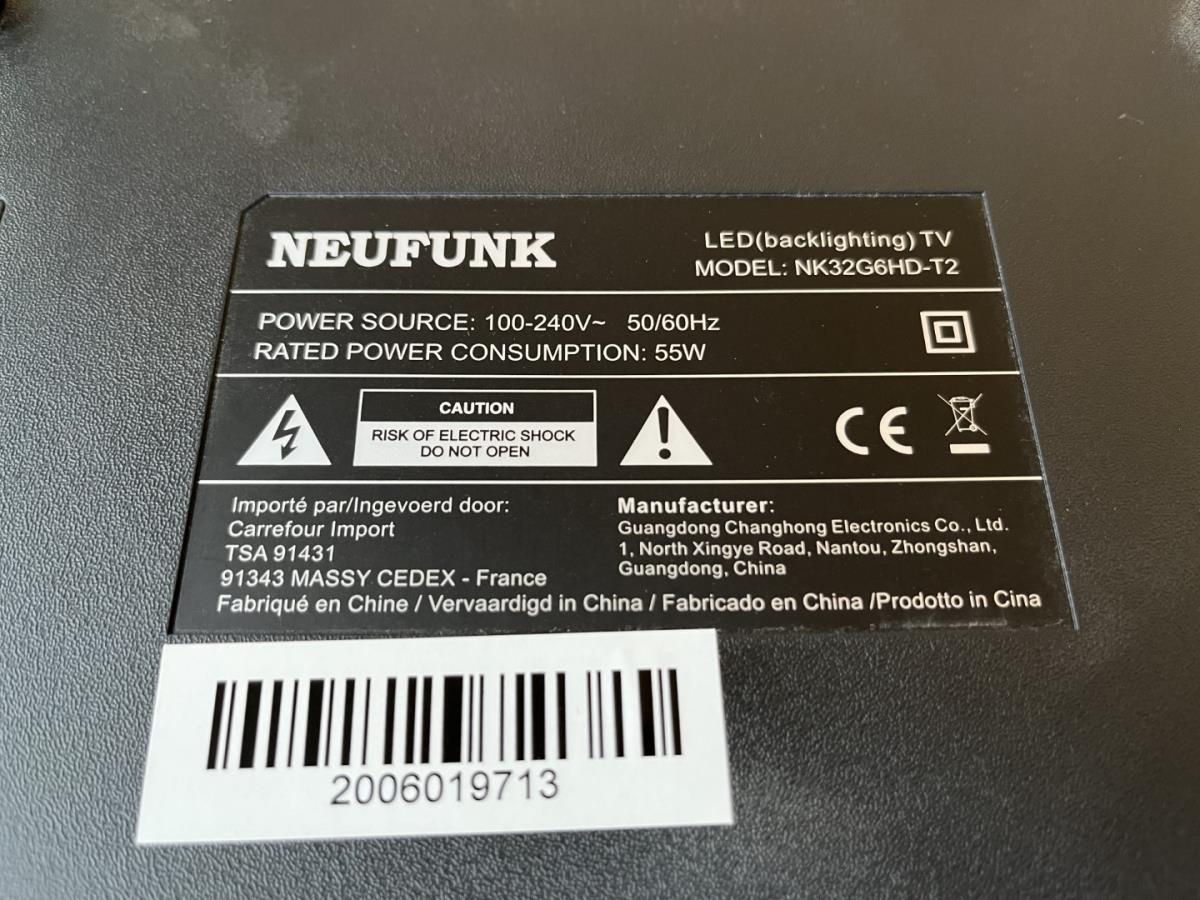 NEUFUNK
LED(backlighting) TV
MODEL: NK32G6HD-T2
POWER SOURCE: 100-240V~ 50/60Hz
RATED POWER CONSUMPTION: 55W
CAUTION
RISK OF ELECTRIC SHOCK
DO NOT OPEN
CE
Importé par/Ingevoerd door:
Carrefour Import
TSA 91431
91343 MASSY CEDEX - France
Manufacturer:
Guangdong Changhong Electronics Co., Ltd.
1, North Xingye Road, Nantou, Zhongshan,
Guangdong, China
Fabriqué en Chine / Vervaardigd in China / Fabricado en China /Prodotto in Cina
2006019713